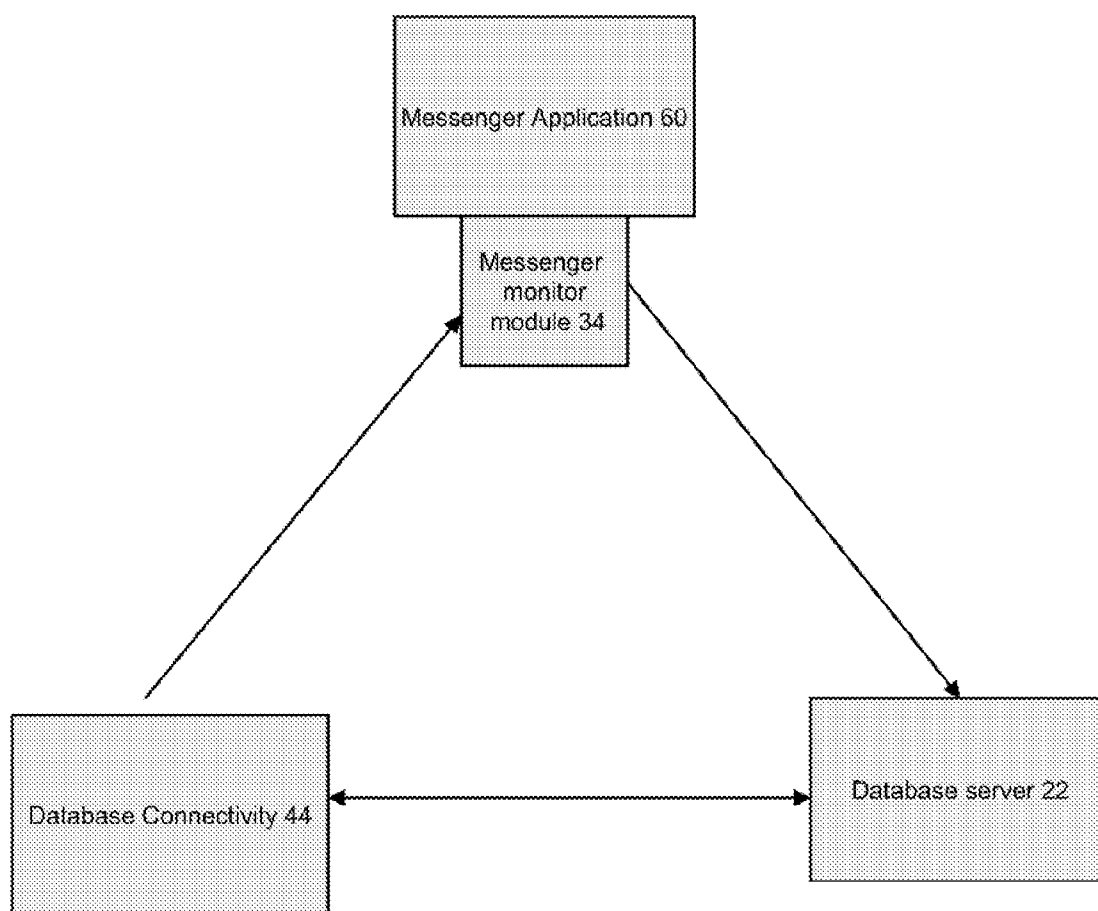 Messenger Application 60
Messenger
monitor
module 34
Database Connectivity 44
Database server 22